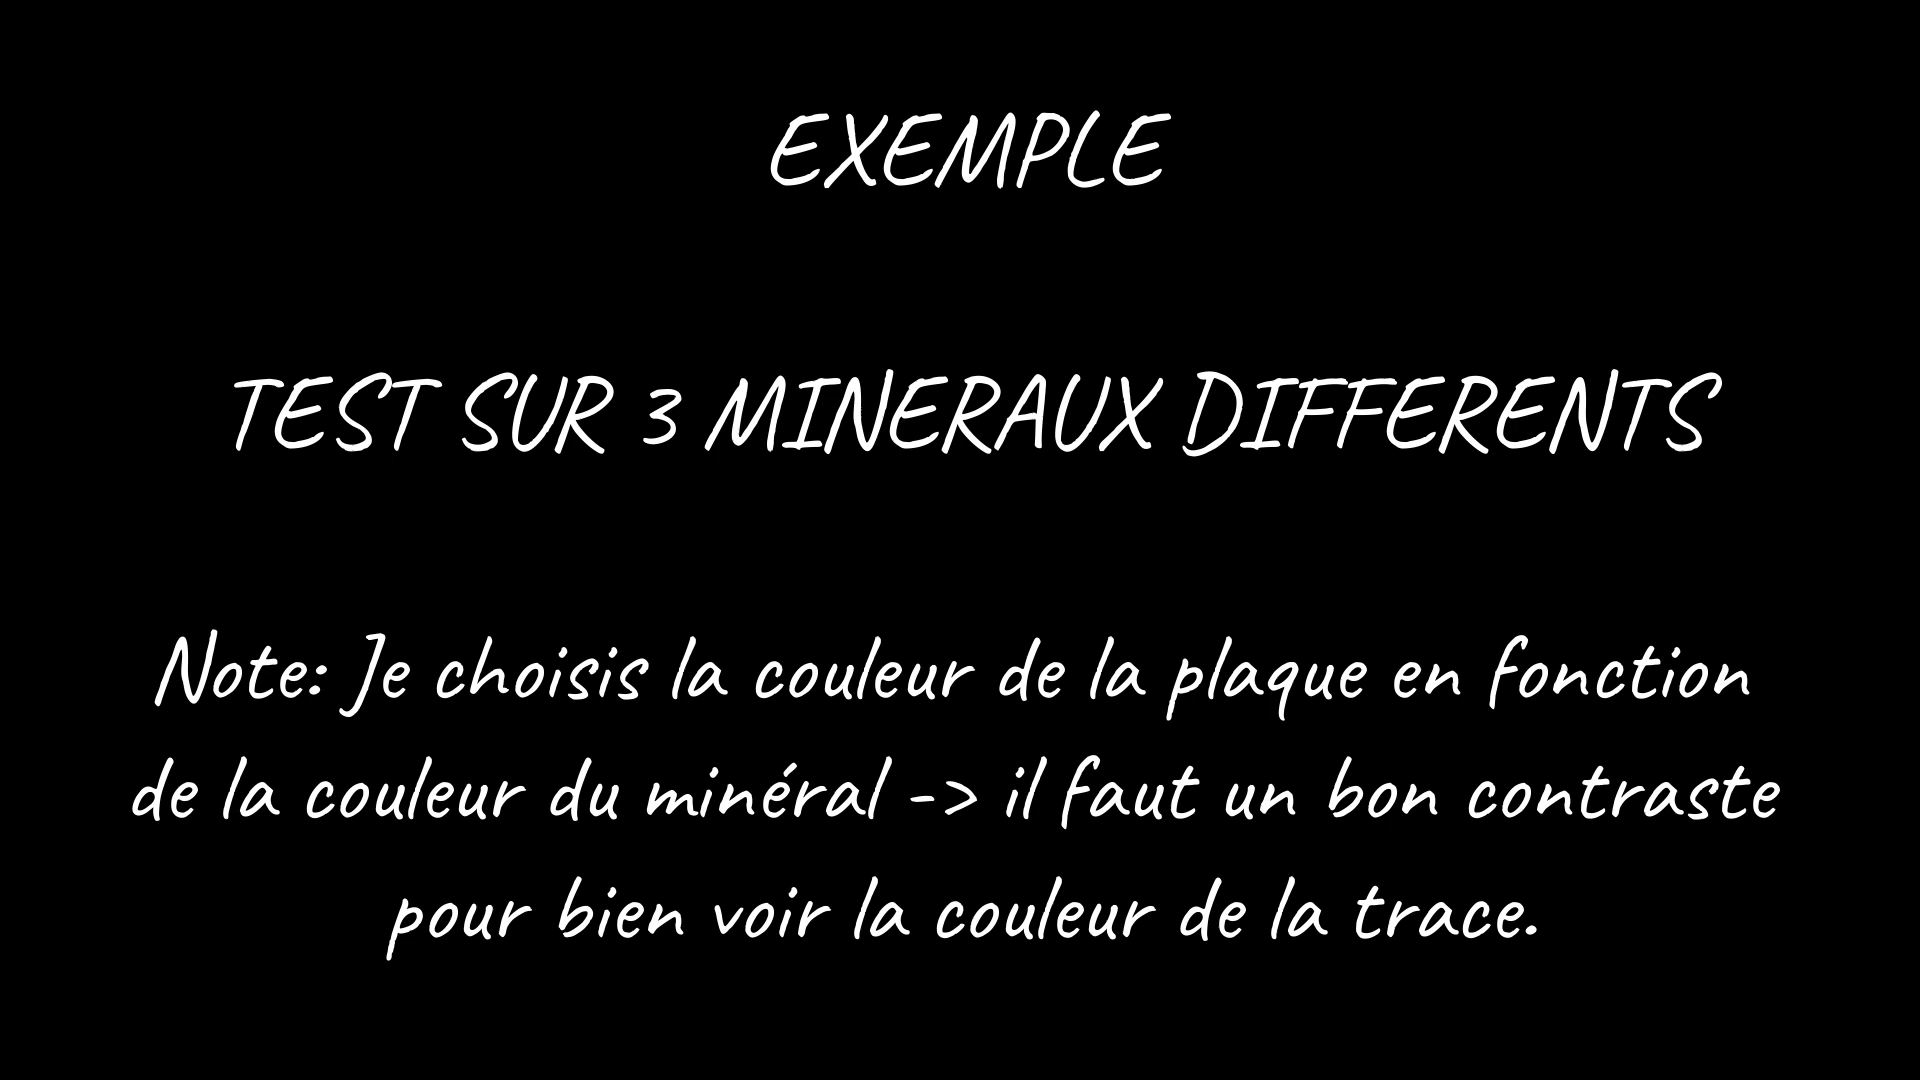 EXEMPLE
TEST SUR 3 MINERAUX DIFFERENTS
Note: Je choisis la couleur de la plaque en fonction
de la couleur du minéral -> il faut un bon contraste
pour bien voir la couleur de la trace.